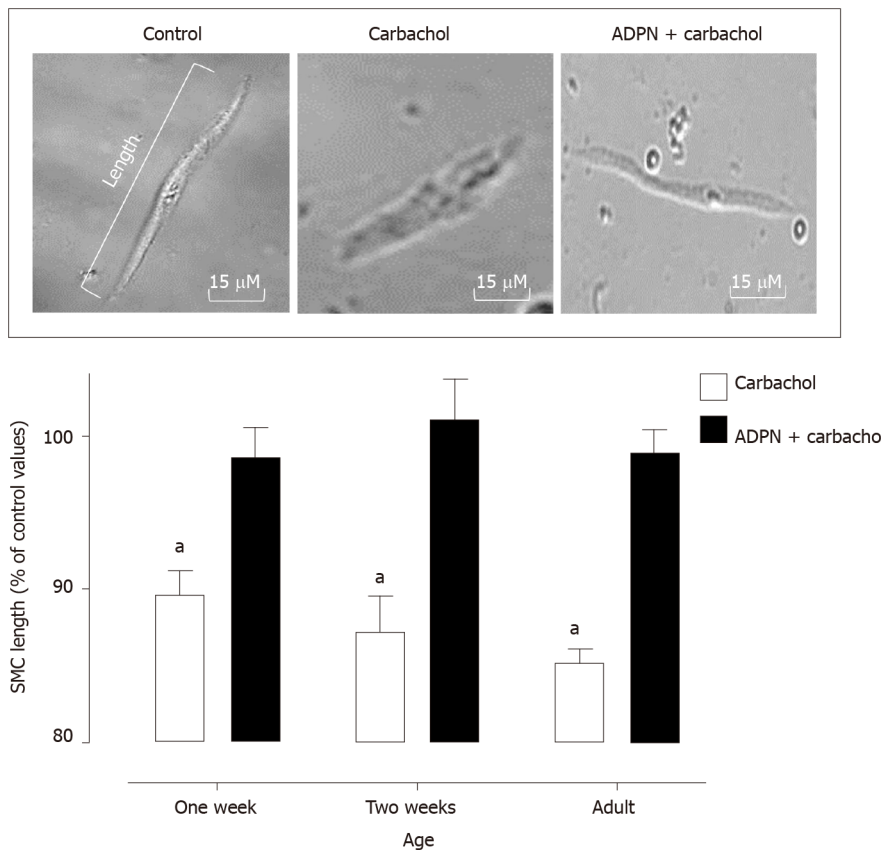 Control
Carbachol
ADPN + carbachol
Length
15 μM
15 μM
15 μM
Carbachol
ADPN + carbacho
SMC length (% of control values)
100
90
80
a
a
a
One week
Two weeks
Adult
Age